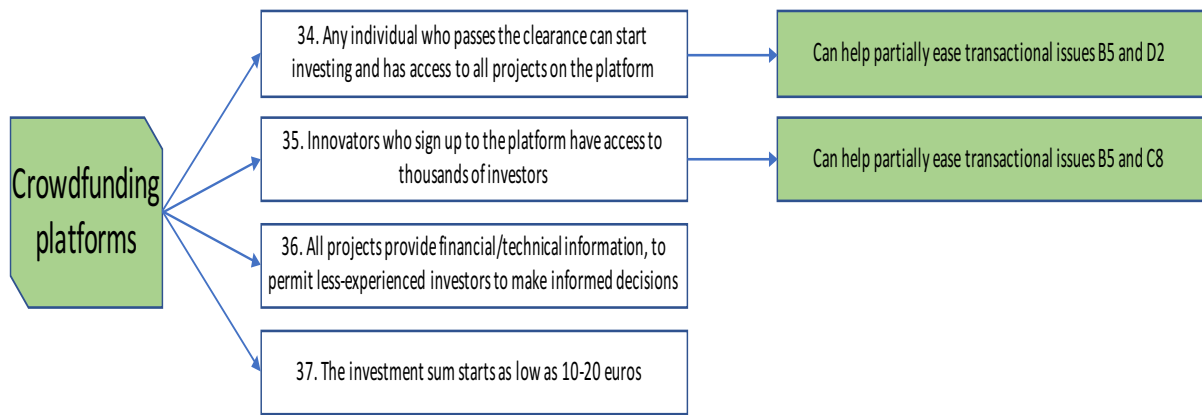 Crowdfunding
platforms
34. Any individual who passes the clearance can start
investing and has access to all projects on the platform
Can help partially ease transactional issues B5 and D2
35. Innovators who sign up to the platform have access to
thousands of investors
Can help partially ease transactional issues B5 and C8
36. All projects provide financial/technical information, to
permit less-experienced investors to make informed decisions
37. The investment sum starts as low as 10-20 euros